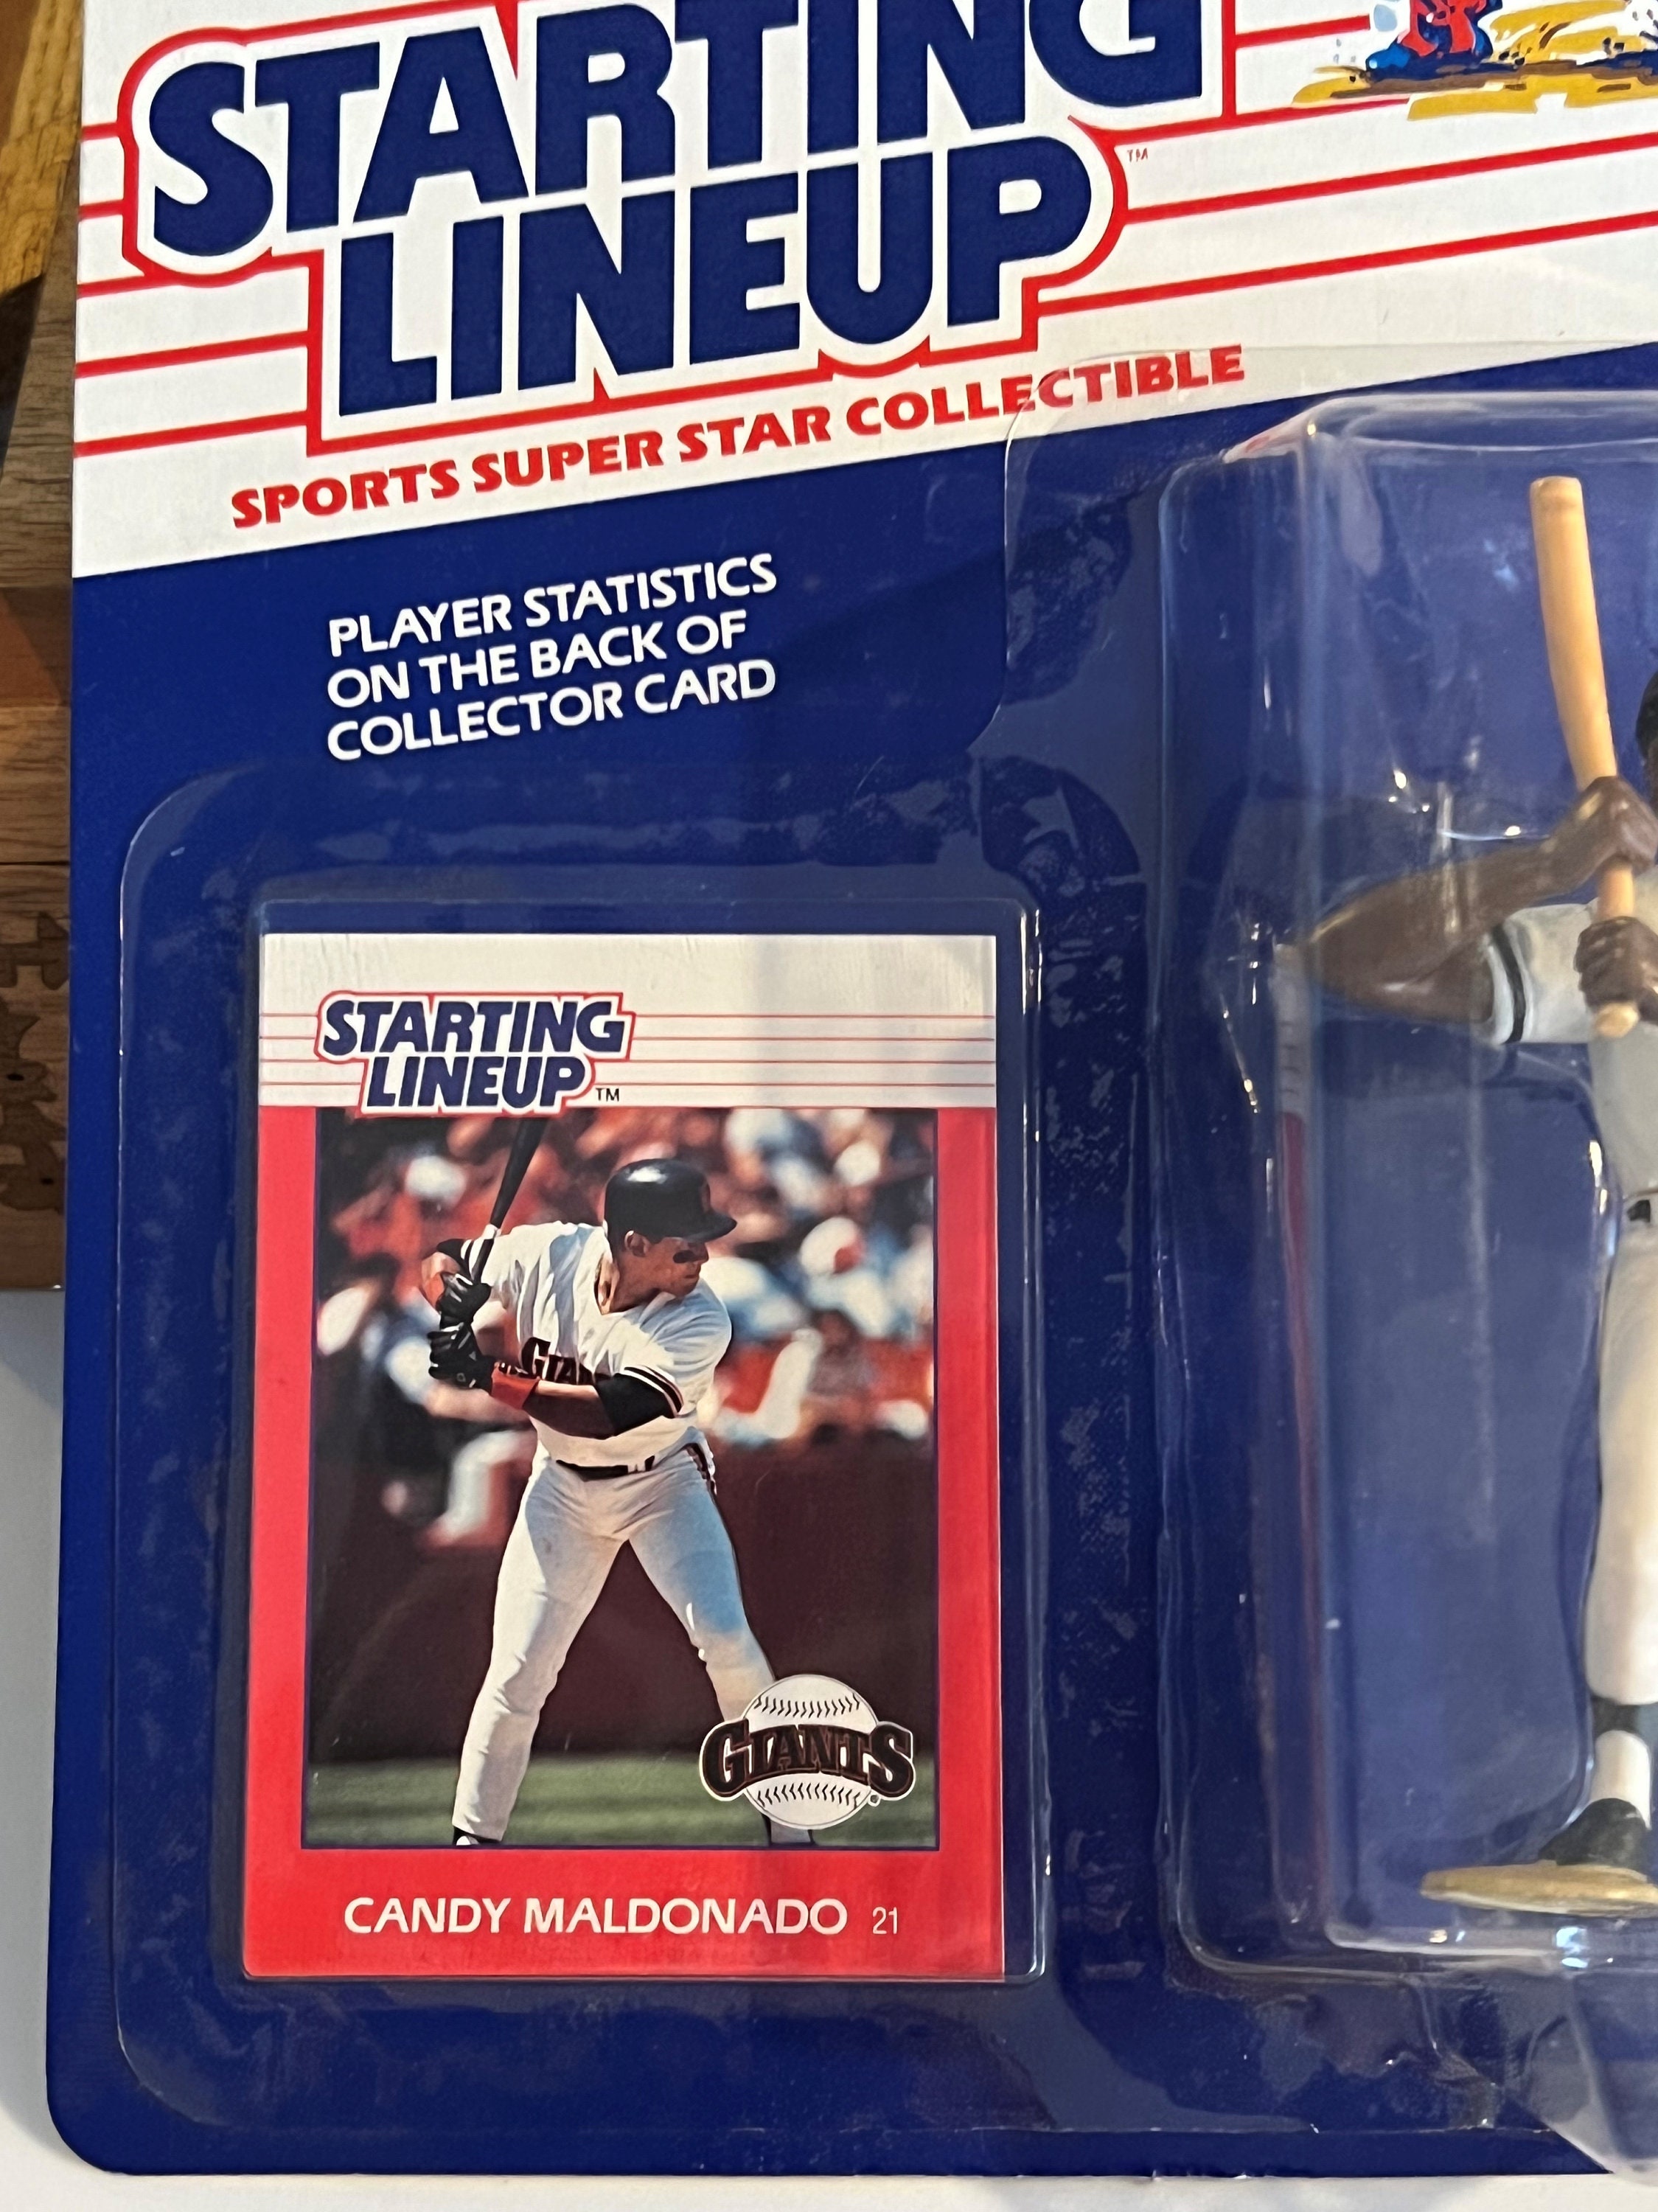 STARTING
LINEUP
TM
SPORTS SUPER STAR COLLECTIBLE
PLAYER STATISTICS
ON THE BACK OF
COLLECTOR CARD
STARTING
LINEUP TM
GIAN
GIANTS
CANDY MALDONADO 21